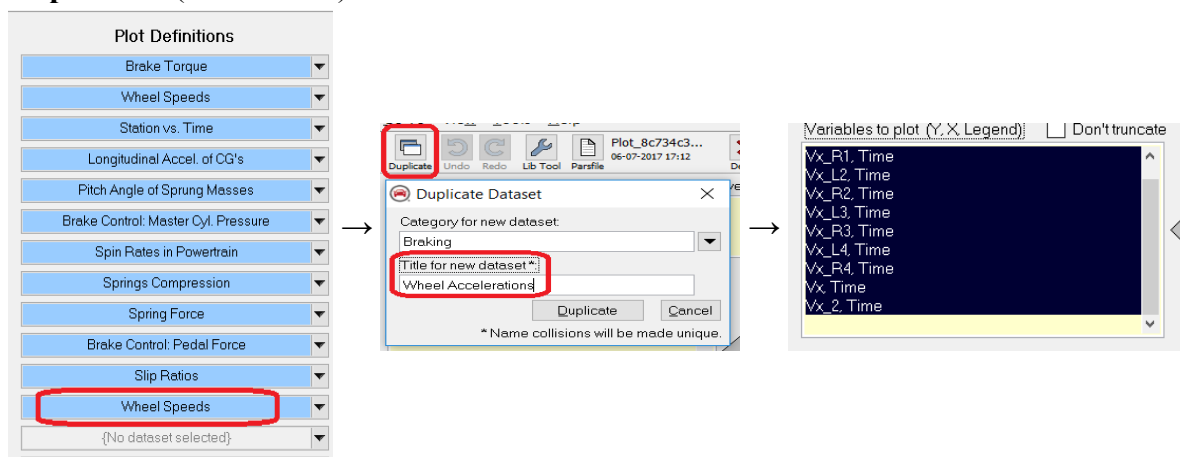 Plot Definitions
Brake Torque
Wheel Speeds
Station vs. Time
Longitudinal Accel. of CG's
Pitch Angle of Sprung Masses
Brake Control: Master Cyl. Pressure
Spin Rates in Powertrain
Springs Compression
Spring Force
Brake Control: Pedal Force
Slip Ratios
Wheel Speeds
{No dataset selected}
→
Duplicate Undo Redo Lib Tool Parsfile
Plot_8c734c3...
06-07-2017 17:12
Duplicate Dataset
Category for new dataset:
Braking
Title for new dataset*:
Wheel Accelerations
Duplicate Cancel
* Name collisions will be made unique.
→
Variables to plot (Y, X, Legend) Don't truncate
Vx_R1, Time
Vx_L2, Time
Vx_R2, Time
Vx_L3, Time
Vx_R3, Time
Vx_L4, Time
Vx_R4, Time
Vx, Time
Vx_2, Time